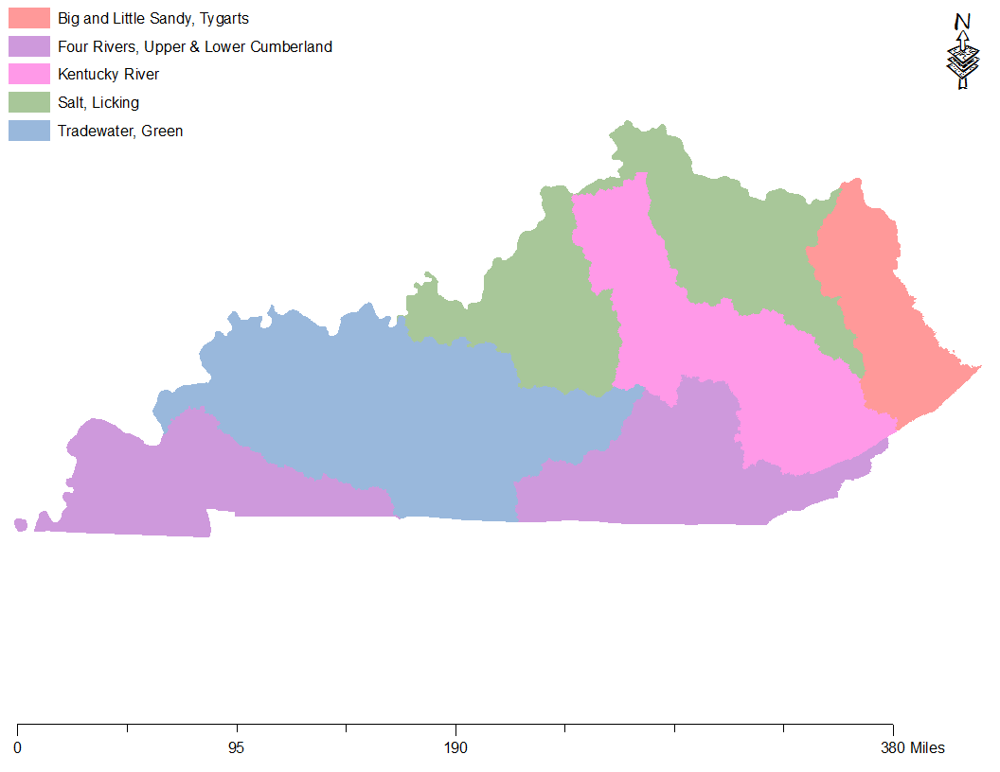 Big and Little Sandy, Tygarts
Four Rivers, Upper & Lower Cumberland
Kentucky River
Salt, Licking
Tradewater, Green
N
0 95 190 380 Miles